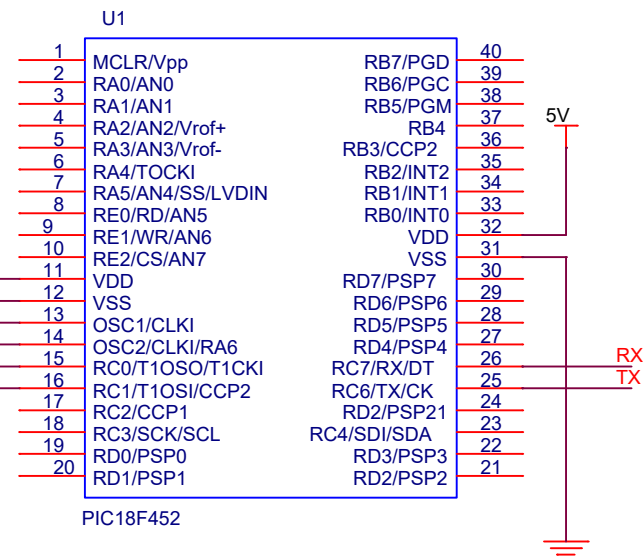 U1
1 MCLR/Vpp RB7/PGD 40
2 RA0/AN0 RB6/PGC 39
3 RA1/AN1 RB5/PGM 38
4 RA2/AN2/Vrof+ RB4 37
5V
5 RA3/AN3/Vrof- RB3/CCP2 36
6 RA4/TOCKI RB2/INT2 35
7 RA5/AN4/SS/LVDIN RB1/INT1 34
8 RE0/RD/AN5 RB0/INT0 33
9 RE1/WR/AN6 VDD 32
10 RE2/CS/AN7 VSS 31
11 VDD RD7/PSP7 30
12 VSS RD6/PSP6 29
13 OSC1/CLKI RD5/PSP5 28
14 OSC2/CLKI/RA6 RD4/PSP4 27
15 RC0/T1OSO/T1CKI RC7/RX/DT 26 RX
16 RC1/T1OSI/CCP2 RC6/TX/CK 25 TX
17 RC2/CCP1 RD2/PSP21 24
18 RC3/SCK/SCL RC4/SDI/SDA 23
19 RD0/PSP0 RD3/PSP3 22
20 RD1/PSP1 RD2/PSP2 21
PIC18F452